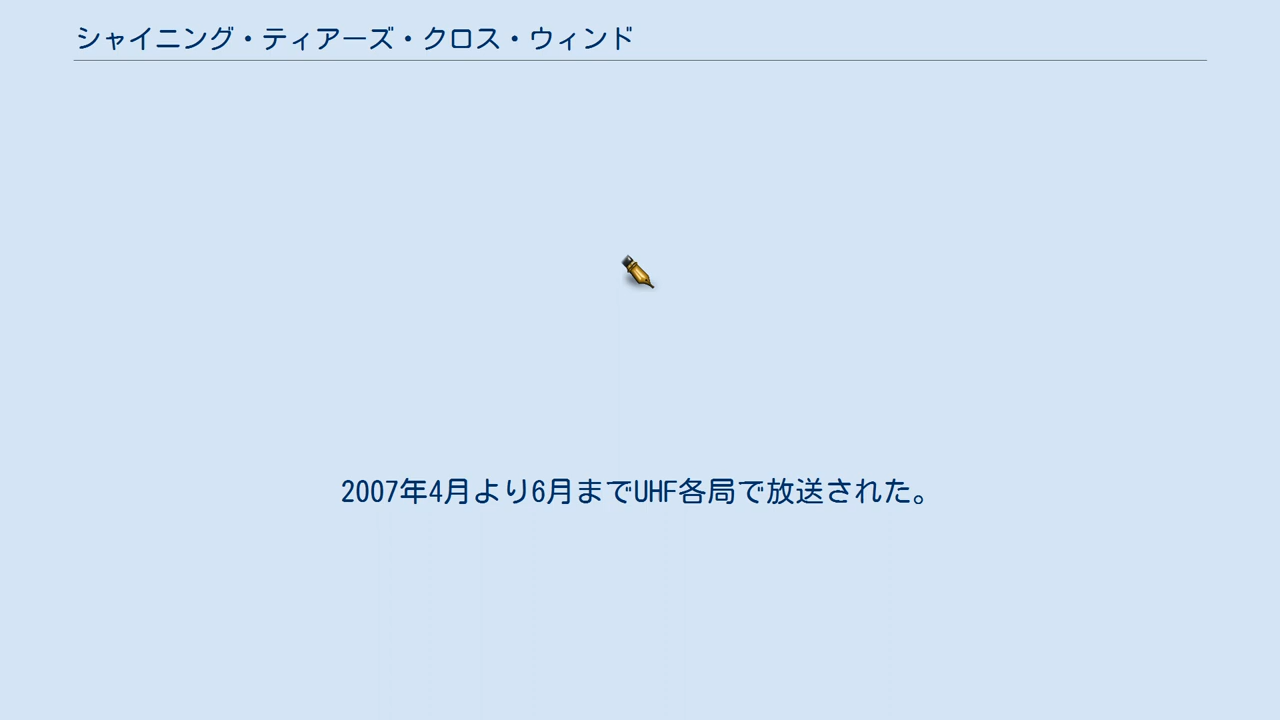 シャイニング・ティアーズ・クロス・ウィンド
2007年4月より6月までUHF各局で放送された。